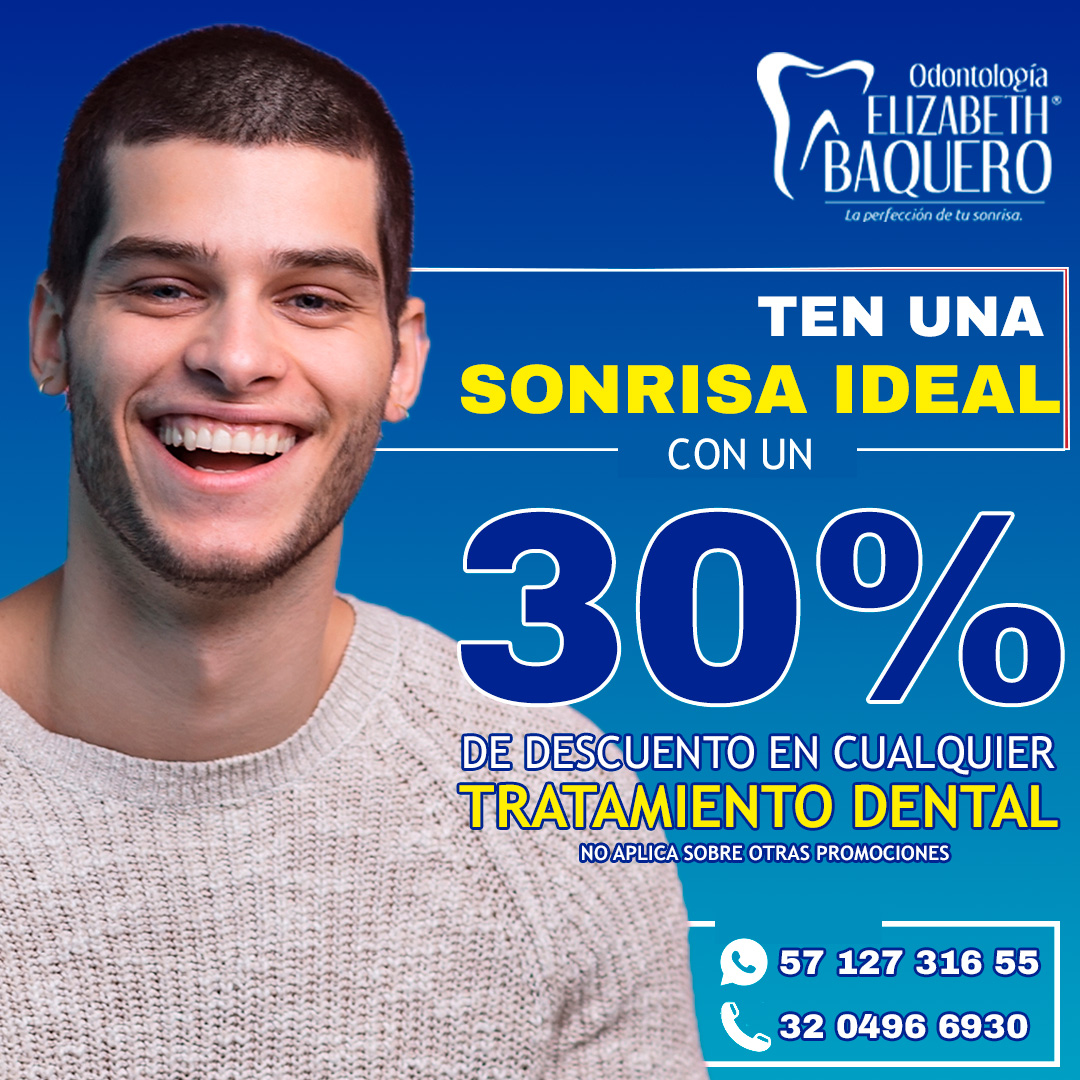 Odontología
ELIZABETH®
BAQUERO
La perfección de tu sonrisa.
TEN UNA
SONRISA IDEAL
CON UN
30%
DE DESCUENTO EN CUALQUIER
TRATAMIENTO DENTAL
NO APLICA SOBRE OTRAS PROMOCIONES
57 127 316 55
32 0496 6930